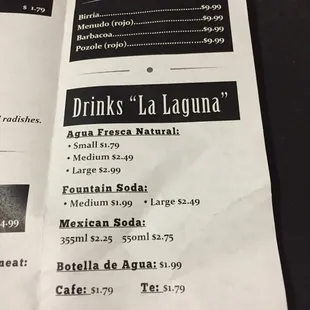 $ 1.79
radishes.
4.99
neat:
Birria...$9.99
Menudo (rojo)...$9.99
Barbacoa...$9.99
Pozole (rojo)...$9.99
Drinks "La Laguna"
Agua Fresca Natural:
• Small $1.79
• Medium $2.49
• Large $2.99
Fountain Soda:
• Medium $1.99 • Large $2.49
Mexican Soda:
355ml $2.25 550ml $2.75
Botella de Agua: $1.99
Cafe: $1.79 Te: $1.79